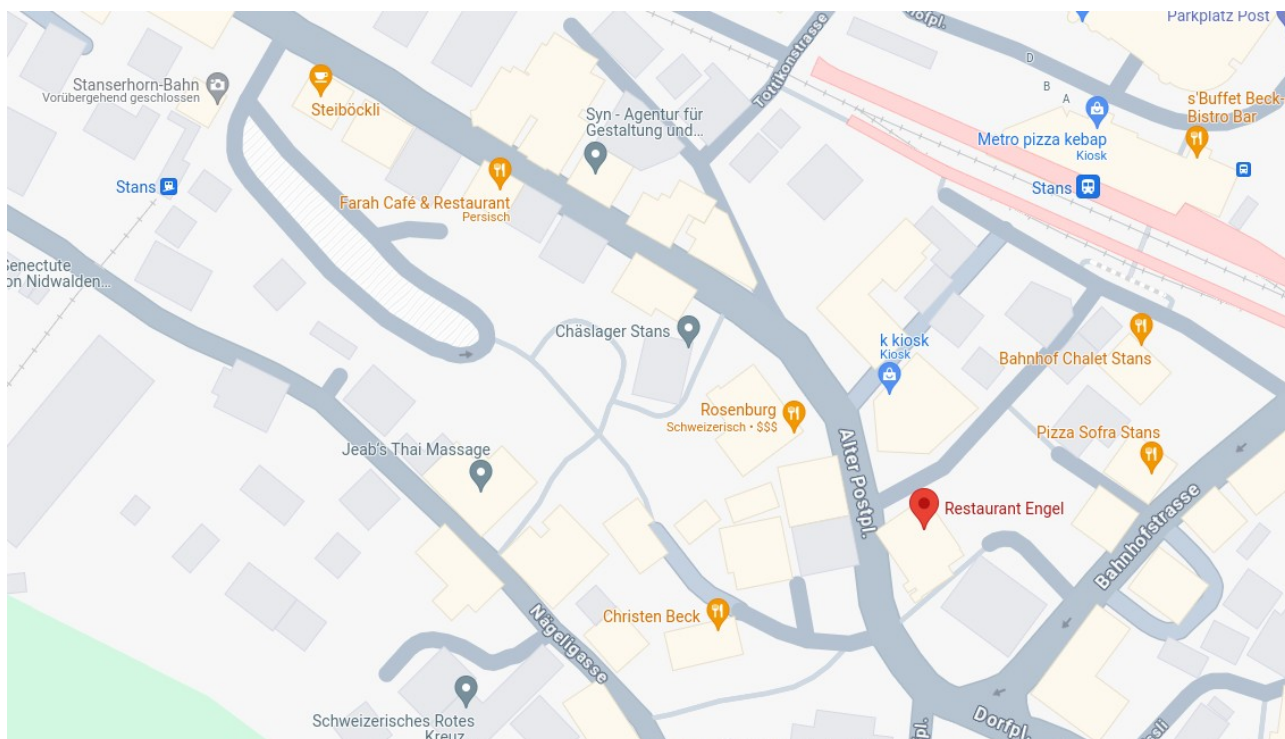 Parkplatz Post
ofpl.
Stanserhorn-Bahn
Vorübergehend geschlossen
Steiböckli
Tottikonstrasse
D
B
A
Syn - Agentur für
Gestaltung und...
s'Buffet Beck-
Bistro Bar
Metro pizza kebap
Kiosk
Stans
Stans
Farah Café & Restaurant
Persisch
Senectute
on Nidwalden...
Chäslager Stans
k kiosk
Kiosk
Bahnhof Chalet Stans
Rosenburg
Schweizerisch • $$$
Pizza Sofra Stans
Jeab's Thai Massage
Alter Postpl.
Restaurant Engel
Bahnhofstrasse
Christen Beck
Nägeligasse
Schweizerisches Rotes
Kreuz
pl.
Dorfpl.
ssli